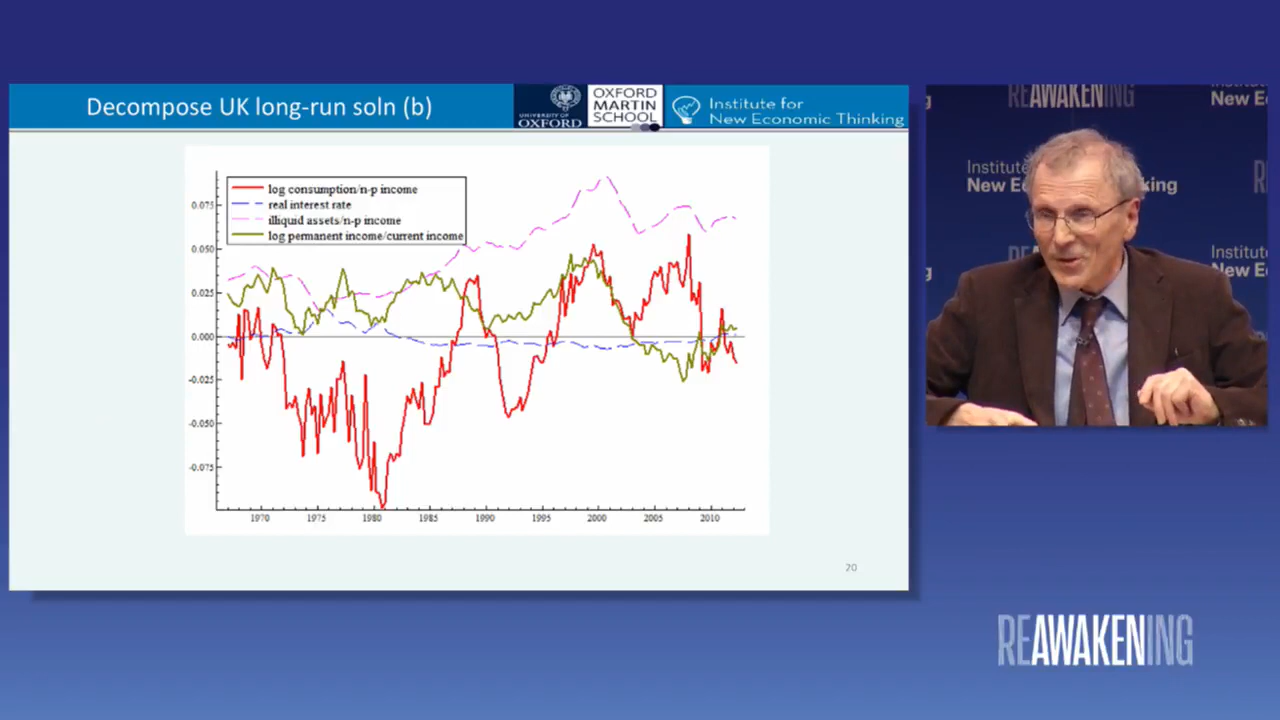 Decompose UK long-run soln (b)
UNIVERSITY OF
OXFORD
OXFORD
MARTIN
SCHOOL
Institute for
New Economic Thinking
log consumption/n-p income
real interest rate
illiquid assets/n-p income
log permanent income/current income
0.075
0.050
0.025
0.000
-0.025
-0.050
-0.075
1970 1975 1980 1985 1990 1995 2000 2005 2010
20
REAWAKENING
Institute
New E
Institute
New Ec
king
Institute
New E
REAWAKENING